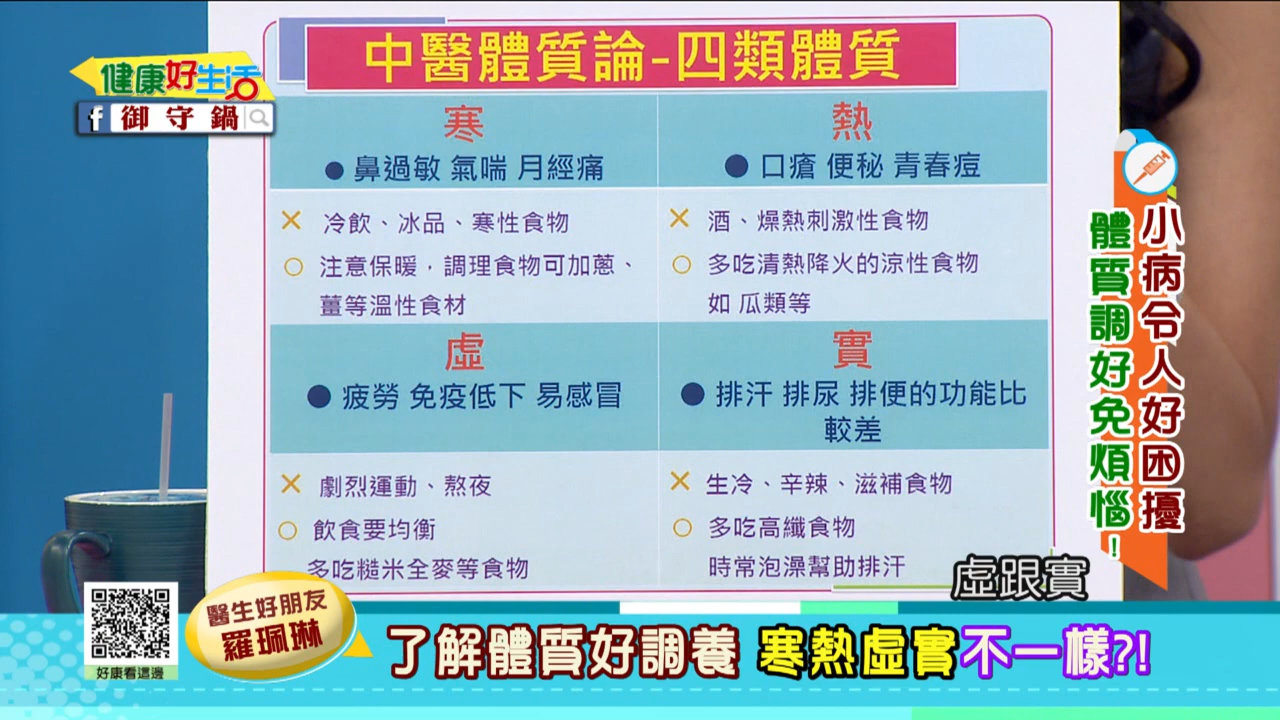 中醫體質論-四類體質
健康好生活
f 御守鍋
寒
● 鼻過敏 氣喘 月經痛
✕ 冷飲、冰品、寒性食物
○ 注意保暖，調理食物可加蔥、
薑等溫性食材
熱
● 口瘡 便秘 青春痘
✕ 酒、燥熱刺激性食物
○ 多吃清熱降火的涼性食物
如 瓜類等
虛
● 疲勞 免疫低下 易感冒
✕ 劇烈運動、熬夜
○ 飲食要均衡
多吃糙米全麥等食物
實
● 排汗 排尿 排便的功能比
較差
✕ 生冷、辛辣、滋補食物
○ 多吃高纖食物
時常泡澡幫助排汗
小病令人好困擾
體質調好免煩惱！
虛跟實
好康看這邊
醫生好朋友
羅珮琳
了解體質好調養 寒熱虛實不一樣?!